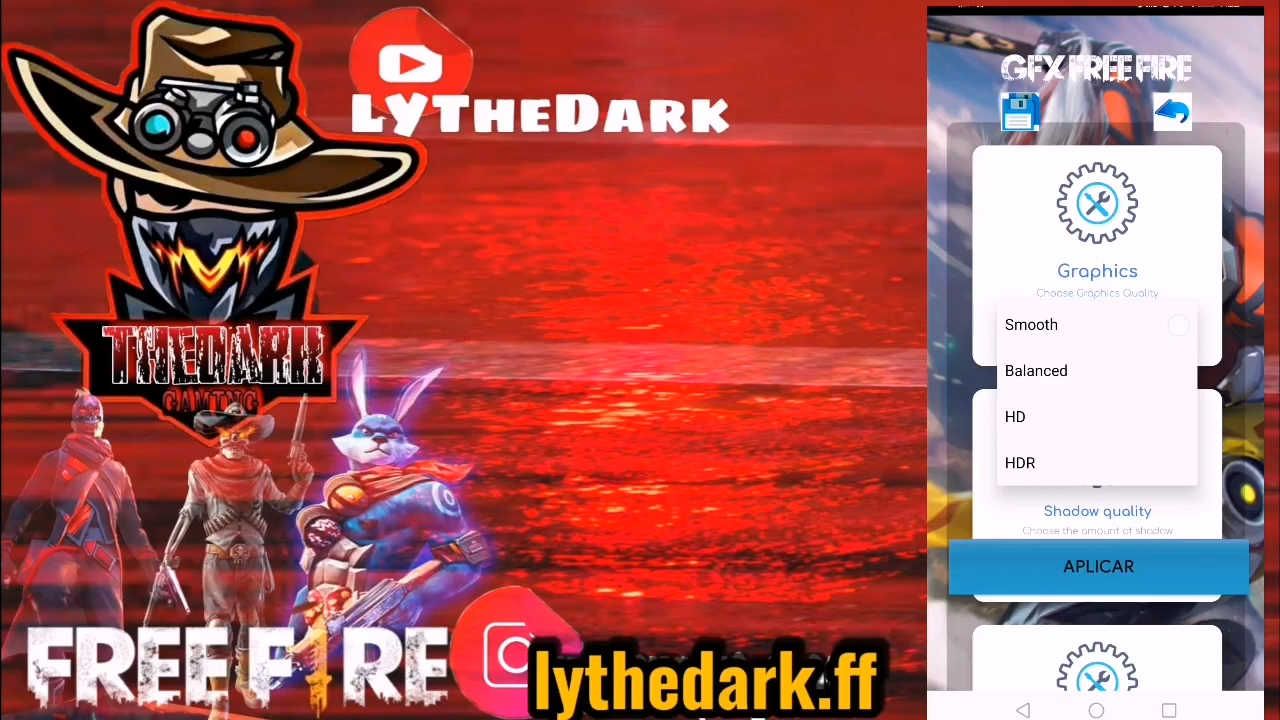 LYTHEDARK
THEDARK
GAMING
FREE FIRE
lythedark.ff
GFX FREE FIRE
Graphics
Choose Graphics Quality
Smooth
Balanced
HD
HDR
Shadow quality
Choose the amount of shadow
APLICAR